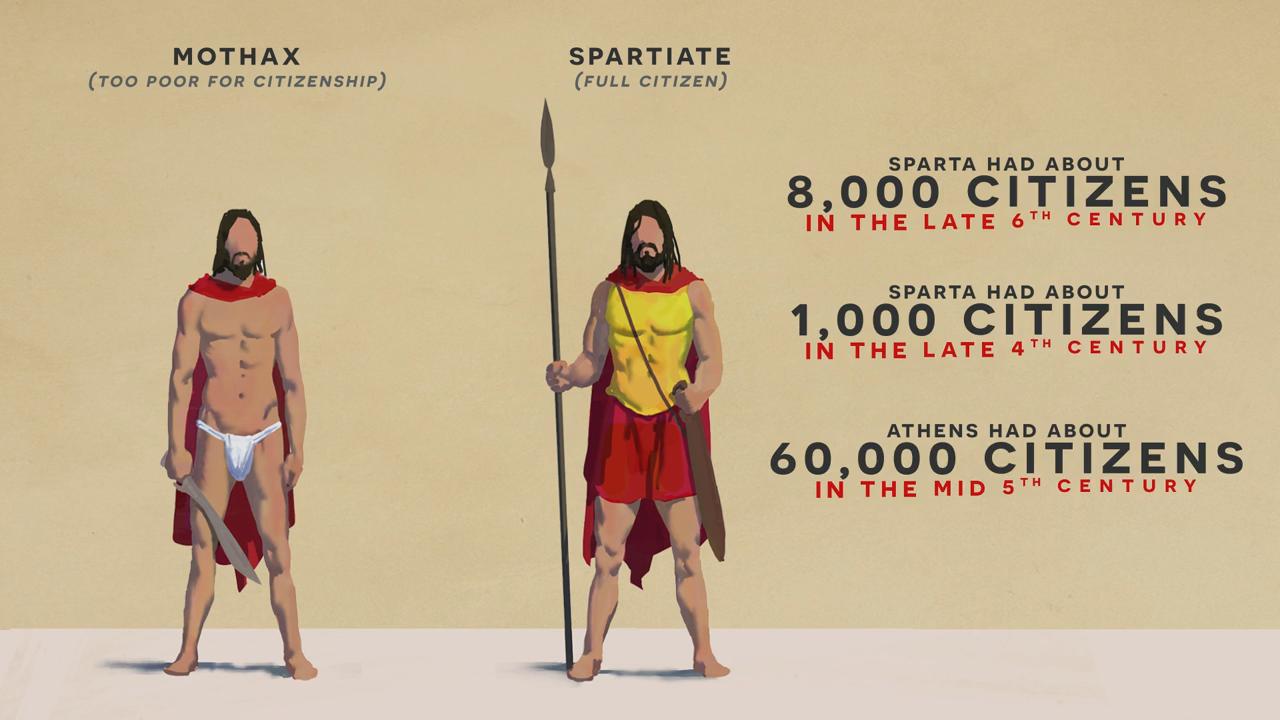 MOTHAX
(TOO POOR FOR CITIZENSHIP)
SPARTIATE
(FULL CITIZEN)
SPARTA HAD ABOUT
8,000 CITIZENS
IN THE LATE 6TH CENTURY
SPARTA HAD ABOUT
1,000 CITIZENS
IN THE LATE 4TH CENTURY
ATHENS HAD ABOUT
60,000 CITIZENS
IN THE MID 5TH CENTURY